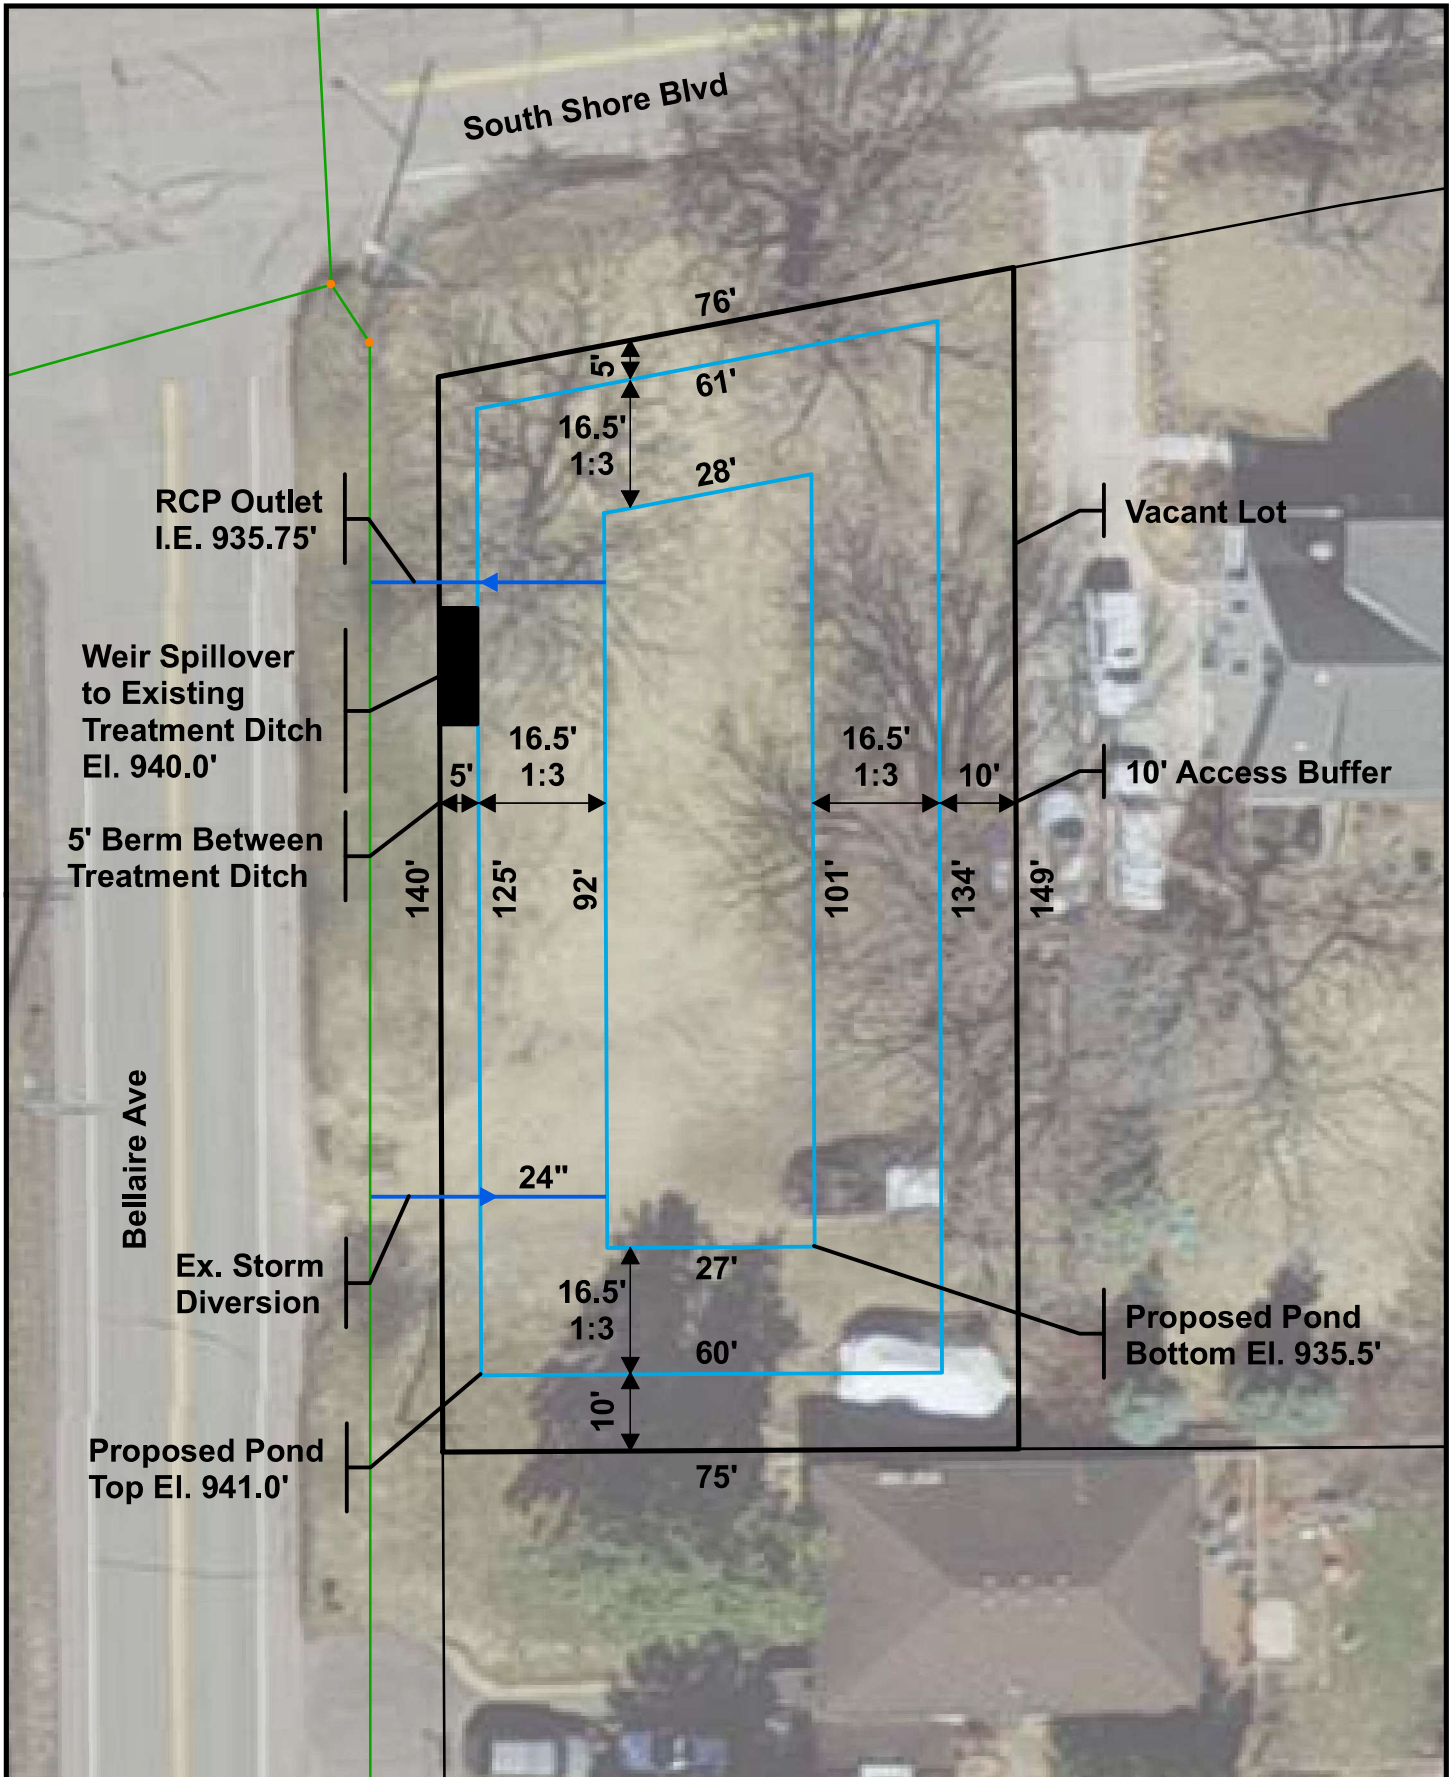 South Shore Blvd
76'
5'
61'
16.5'
1:3
28'
RCP Outlet
I.E. 935.75'
Vacant Lot
Weir Spillover
to Existing
Treatment Ditch
El. 940.0'
16.5'
1:3
16.5'
1:3
5'
10'
10' Access Buffer
5' Berm Between
Treatment Ditch
140'
125'
92'
101'
134'
149'
Bellaire Ave
24"
Ex. Storm
Diversion
27'
16.5'
1:3
60'
Proposed Pond
Bottom El. 935.5'
10'
Proposed Pond
Top El. 941.0'
75'